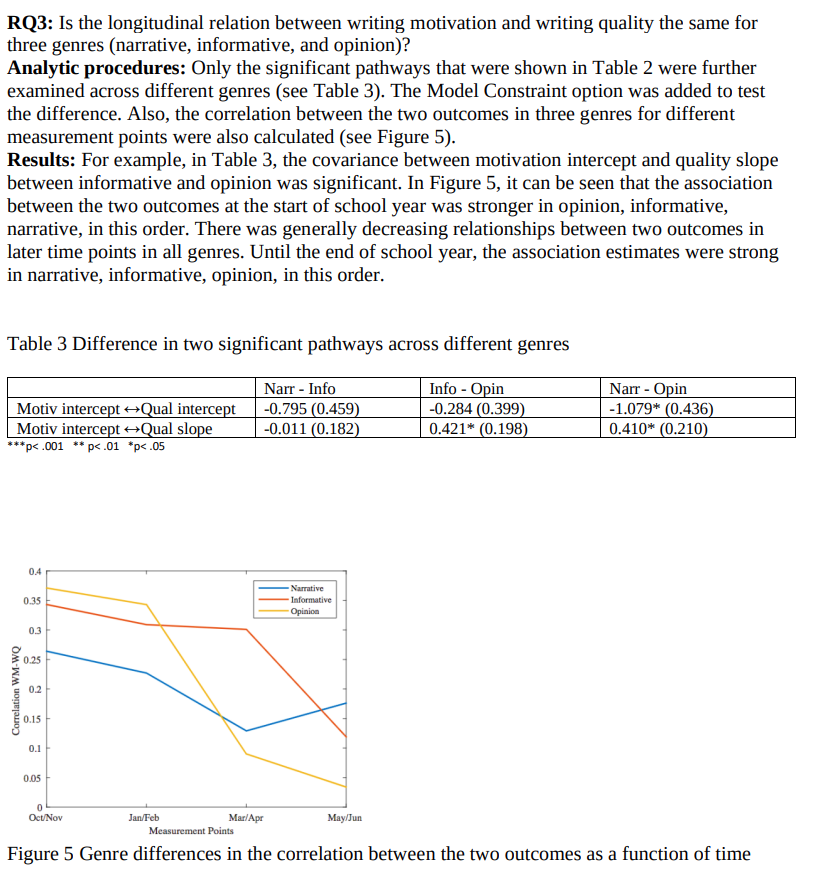 RQ3: Is the longitudinal relation between writing motivation and writing quality the same for
three genres (narrative, informative, and opinion)?
Analytic procedures: Only the significant pathways that were shown in Table 2 were further
examined across different genres (see Table 3). The Model Constraint option was added to test
the difference. Also, the correlation between the two outcomes in three genres for different
measurement points were also calculated (see Figure 5).
Results: For example, in Table 3, the covariance between motivation intercept and quality slope
between informative and opinion was significant. In Figure 5, it can be seen that the association
between the two outcomes at the start of school year was stronger in opinion, informative,
narrative, in this order. There was generally decreasing relationships between two outcomes in
later time points in all genres. Until the end of school year, the association estimates were strong
in narrative, informative, opinion, in this order.
Table 3 Difference in two significant pathways across different genres
Narr - Info Info - Opin Narr - Opin
Motiv intercept ↔Qual intercept -0.795 (0.459) -0.284 (0.399) -1.079* (0.436)
Motiv intercept ↔Qual slope -0.011 (0.182) 0.421* (0.198) 0.410* (0.210)
***p< .001 ** p< .01 *p< .05
0.4
Narrative
Informative
Opinion
0.35
0.3
0.25
0.2
0.15
0.1
0.05
0
Correlation WM-WQ
Oct/Nov Jan/Feb Mar/Apr May/Jun
Measurement Points
Figure 5 Genre differences in the correlation between the two outcomes as a function of time